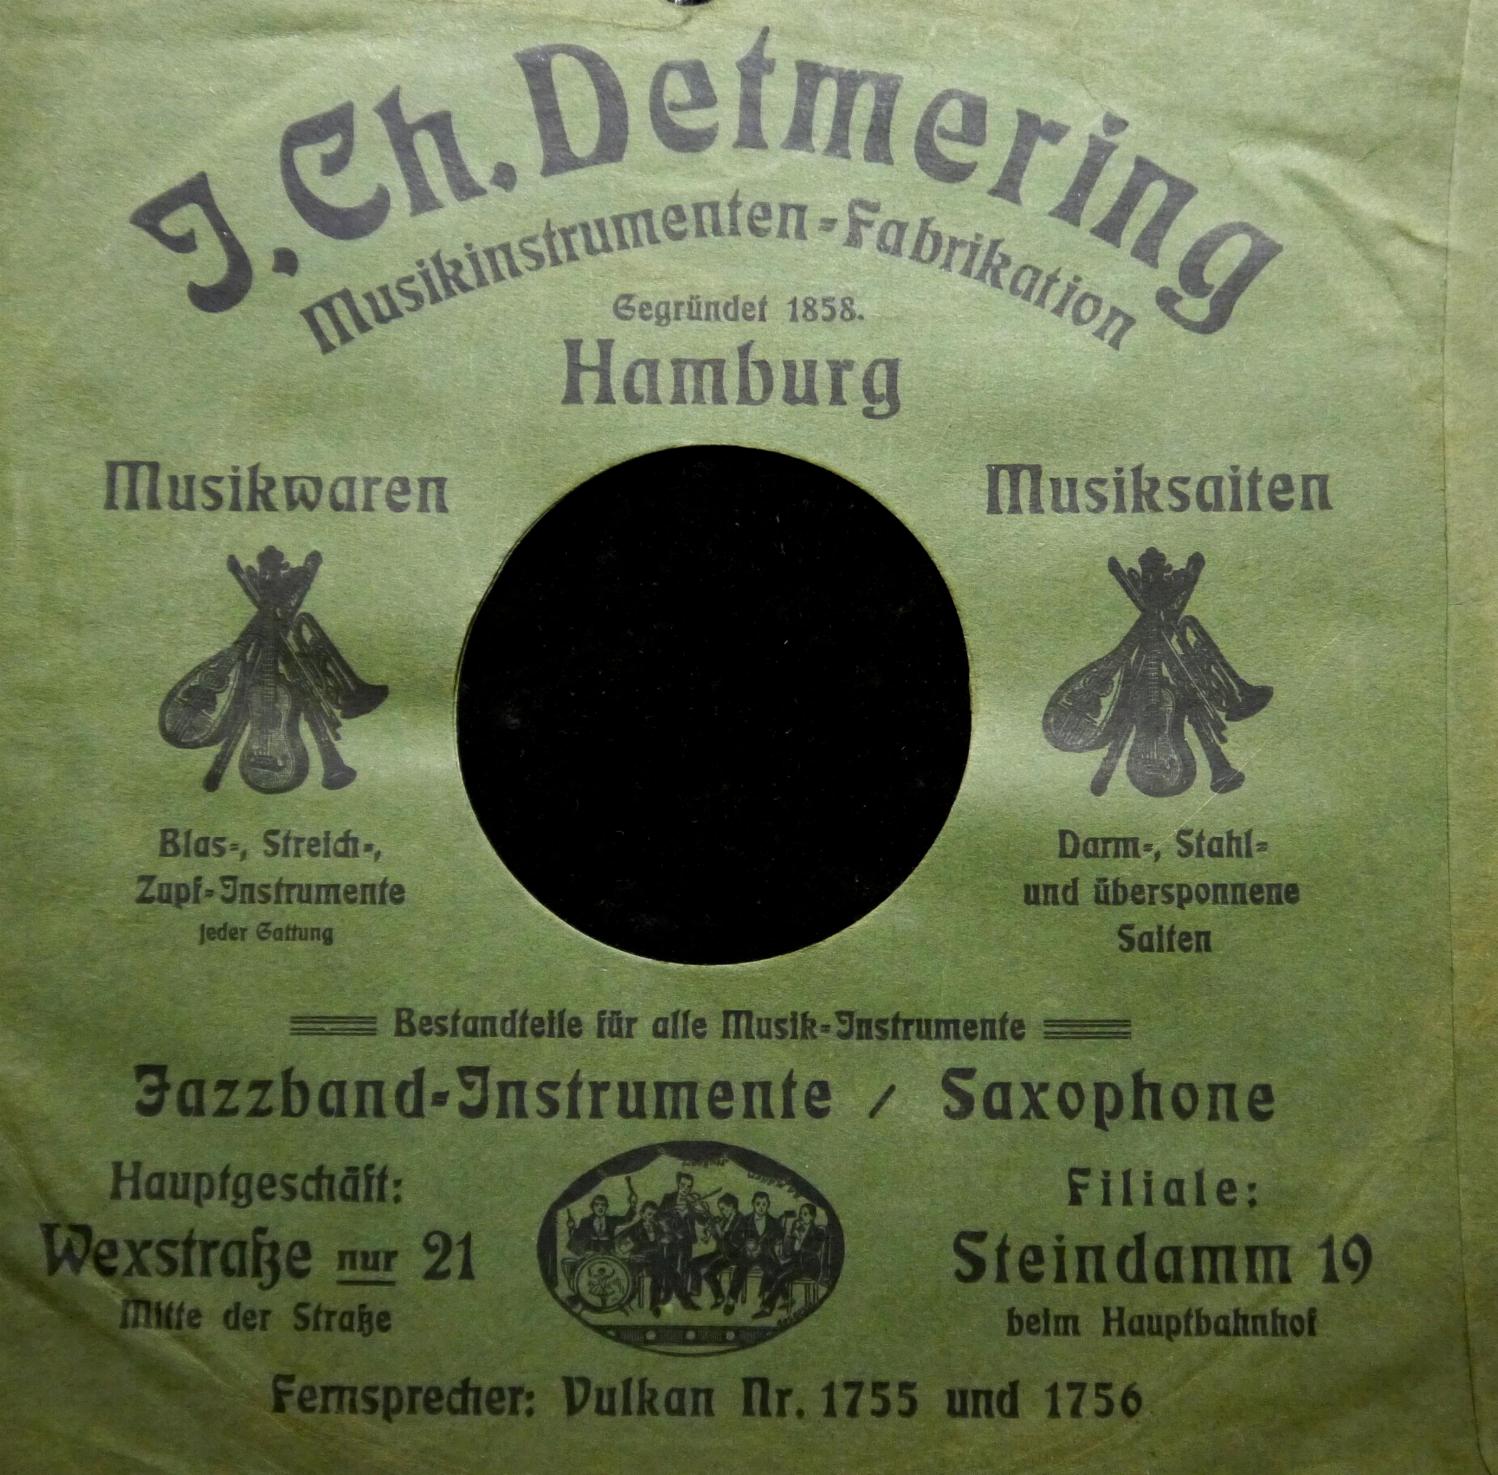 J. Ch. Detmering
Musikinstrumenten-Fabrikation
Gegründet 1858.
Hamburg
Musikwaren
Blas-, Streich-,
Zupf-Instrumente
jeder Gattung
Musiksaiten
Darm-, Stahl-
und übersponnene
Saiten
Bestandteile für alle Musik-Instrumente
Jazzband-Instrumente / Saxophone
Hauptgeschäft:
Wexstraße nur 21
Mitte der Straße
Filiale:
Steindamm 19
beim Hauptbahnhof
Fernsprecher: Vulkan Nr. 1755 und 1756